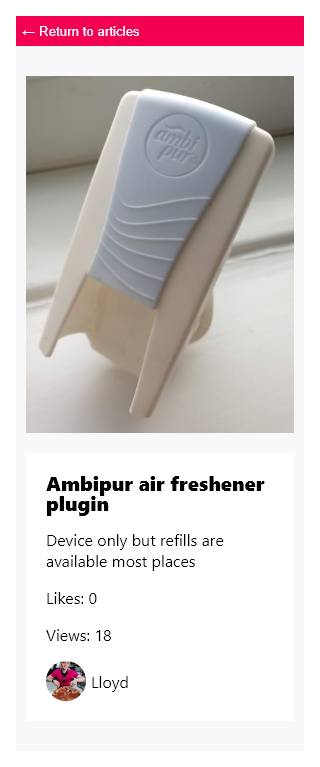 ← Return to articles
ambi
pur
Ambipur air freshener
plugin
Device only but refills are
available most places
Likes: 0
Views: 18
Lloyd